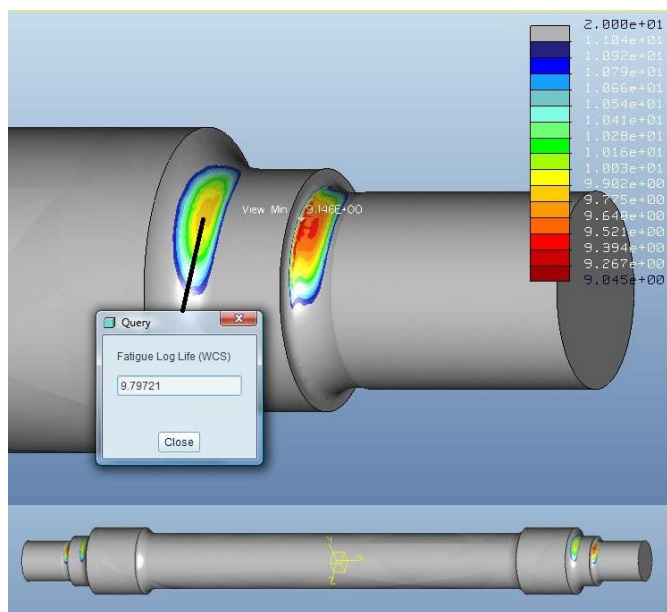 2.000e+01
1.104e+01
1.092e+01
1.079e+01
1.066e+01
1.054e+01
1.041e+01
1.028e+01
1.016e+01
1.003e+01
9.902e+00
9.775e+00
9.648e+00
9.521e+00
9.394e+00
9.267e+00
9.045e+00
View Min 9.146E+00
Query
Fatigue Log Life (WCS)
9.79721
Close